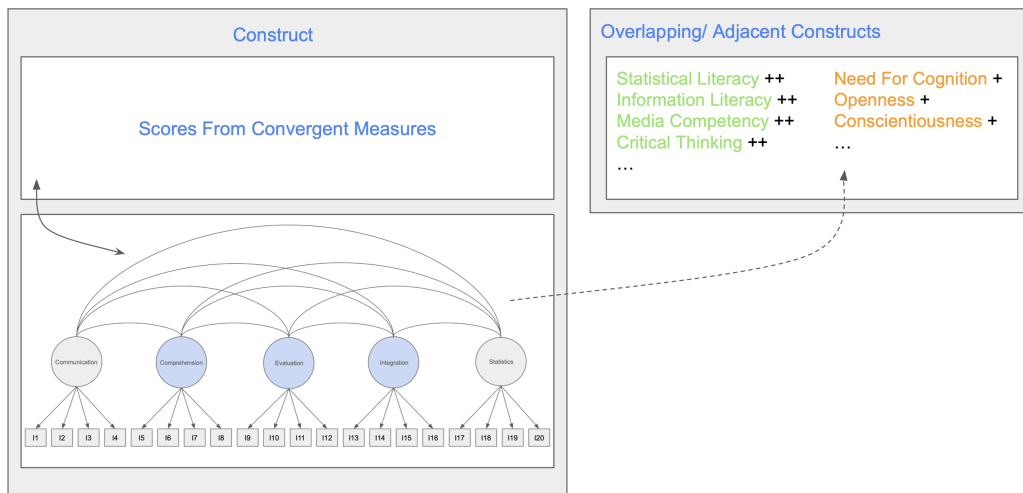 Construct
Scores From Convergent Measures
Communication
Comprehension
Evaluation
Integration
Statistics
I1 I2 I3 I4 I5 I6 I7 I8 I9 I10 I11 I12 I13 I14 I15 I16 I17 I18 I19 I20
Overlapping/ Adjacent Constructs
Statistical Literacy ++
Information Literacy ++
Media Competency ++
Critical Thinking ++
...
Need For Cognition +
Openness +
Conscientiousness +
...